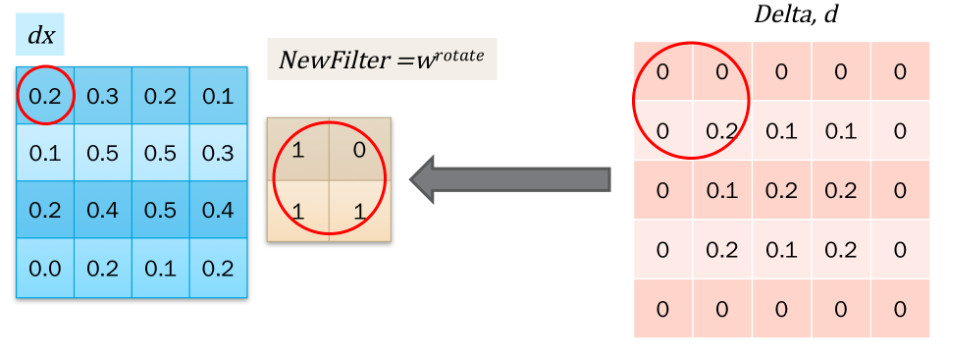 Delta, d
dx
NewFilter =w^rotate
0.2 0.3 0.2 0.1
0.1 0.5 0.5 0.3
0.2 0.4 0.5 0.4
0.0 0.2 0.1 0.2
1 0
1 1
0 0 0 0 0
0 0.2 0.1 0.1 0
0 0.1 0.2 0.2 0
0 0.2 0.1 0.2 0
0 0 0 0 0